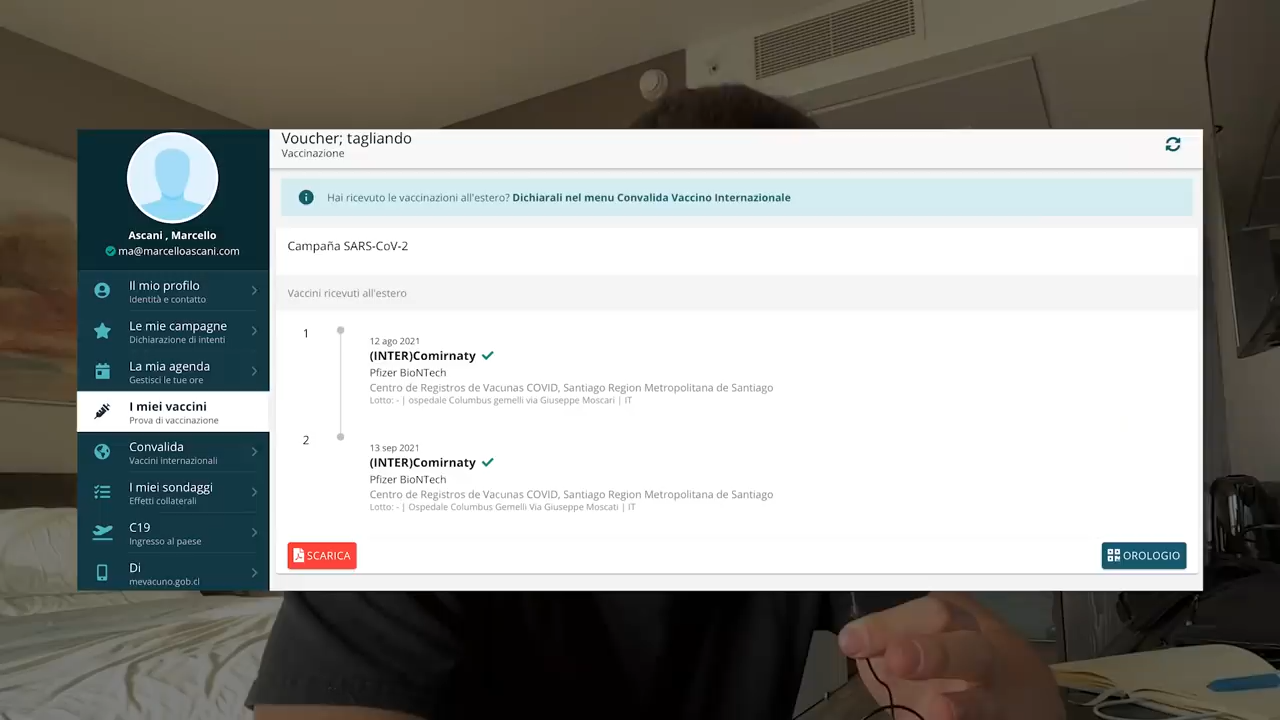 Ascani , Marcello
ma@marcelloascani.com
Il mio profilo
Identità e contatto
Le mie campagne
Dichiarazione di intenti
La mia agenda
Gestisci le tue ore
I miei vaccini
Prova di vaccinazione
Convalida
Vaccini internazionali
I miei sondaggi
Effetti collaterali
C19
Ingresso al paese
Di
mevacuno.gob.cl
Voucher; tagliando
Vaccinazione
Hai ricevuto le vaccinazioni all'estero? Dichiarali nel menu Convalida Vaccino Internazionale
Campaña SARS-CoV-2
Vaccini ricevuti all'estero
1
12 ago 2021
(INTER)Comirnaty
Pfizer BioNTech
Centro de Registros de Vacunas COVID, Santiago Region Metropolitana de Santiago
Lotto: - | ospedale Columbus gemelli via Giuseppe Moscari | IT
2
13 sep 2021
(INTER)Comirnaty
Pfizer BioNTech
Centro de Registros de Vacunas COVID, Santiago Region Metropolitana de Santiago
Lotto: - | Ospedale Columbus Gemelli Via Giuseppe Moscati | IT
SCARICA
OROLOGIO